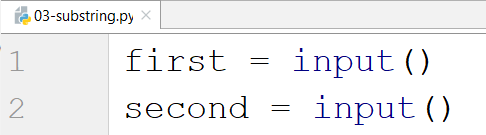 03-substring.py
1 first = input()
2 second = input()